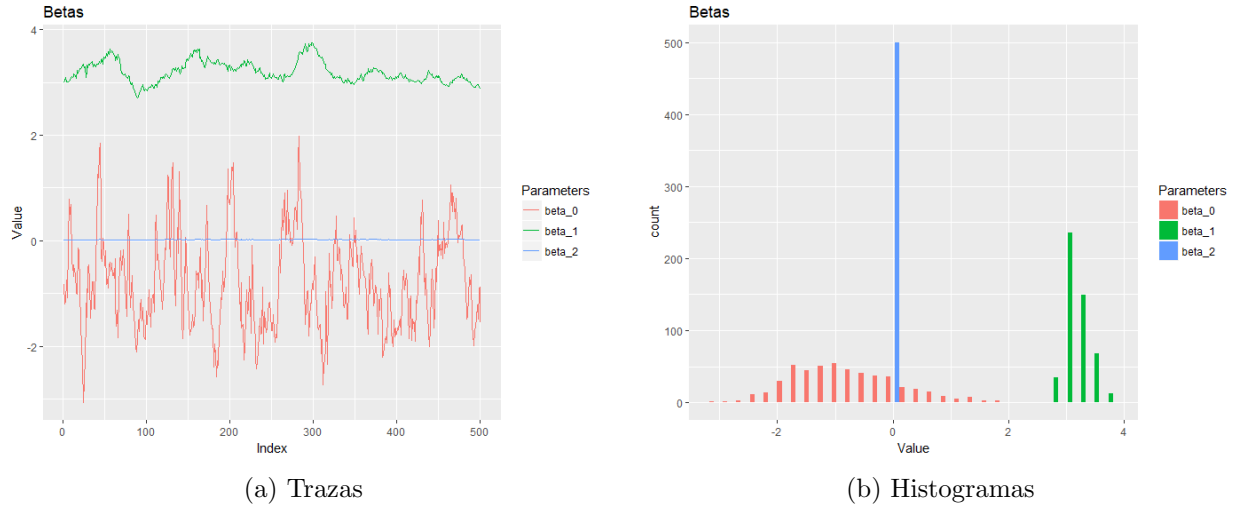 Betas
4
2
0
-2
Value
0
100
200
300
400
500
Index
Parameters
beta_0
beta_1
beta_2
(a) Trazas
Betas
500
400
300
200
100
0
count
-2
0
2
4
Value
Parameters
beta_0
beta_1
beta_2
(b) Histogramas